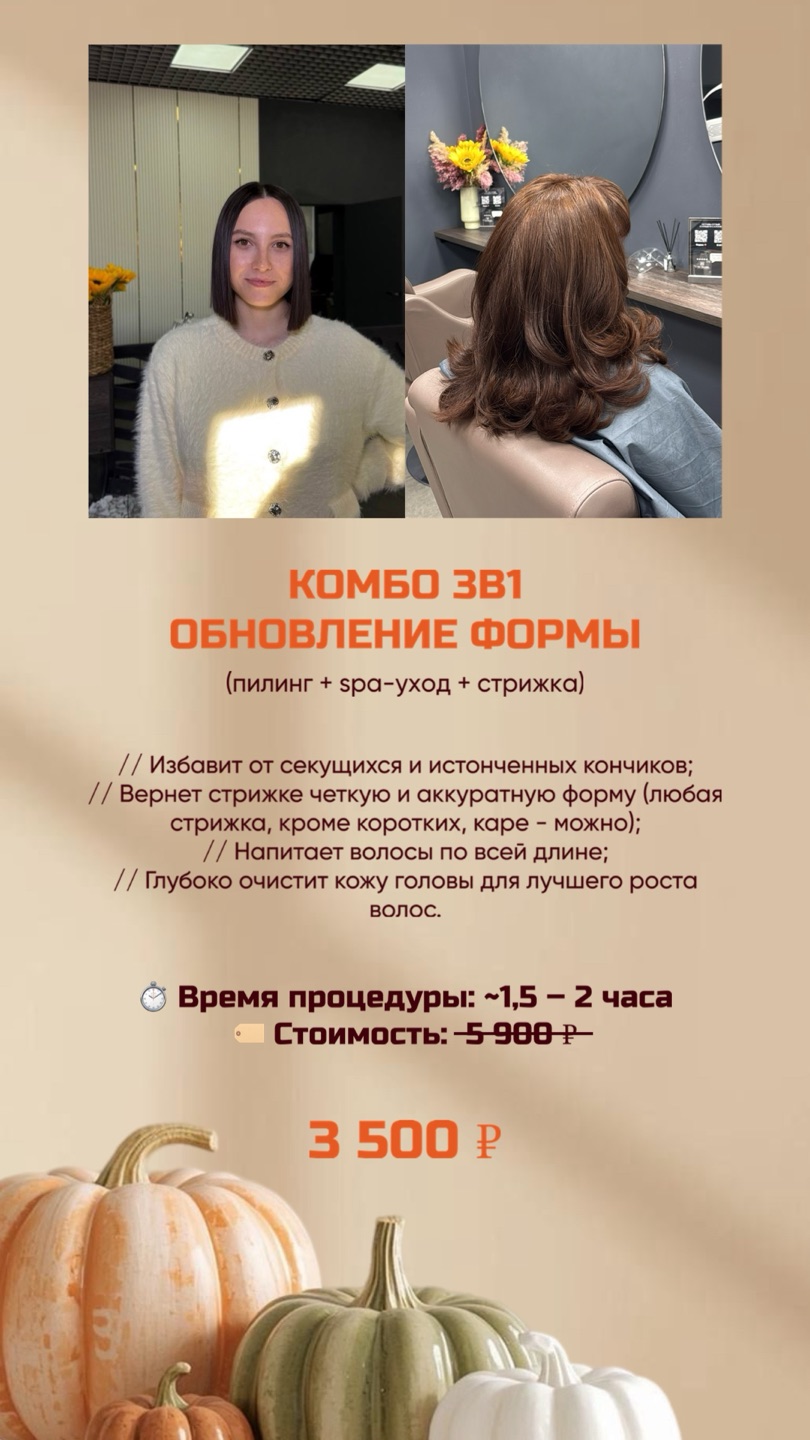 КОМБО 3В1
ОБНОВЛЕНИЕ ФОРМЫ
(пилинг + spa-уход + стрижка)
// Избавит от секущихся и истонченных кончиков;
// Вернет стрижке четкую и аккуратную форму (любая
стрижка, кроме коротких, каре - можно);
// Напитает волосы по всей длине;
// Глубоко очистит кожу головы для лучшего роста
волос.
⏱️ Время процедуры: ~1,5 – 2 часа
🏷️ Стоимость: 5 900 ₽
3 500 ₽